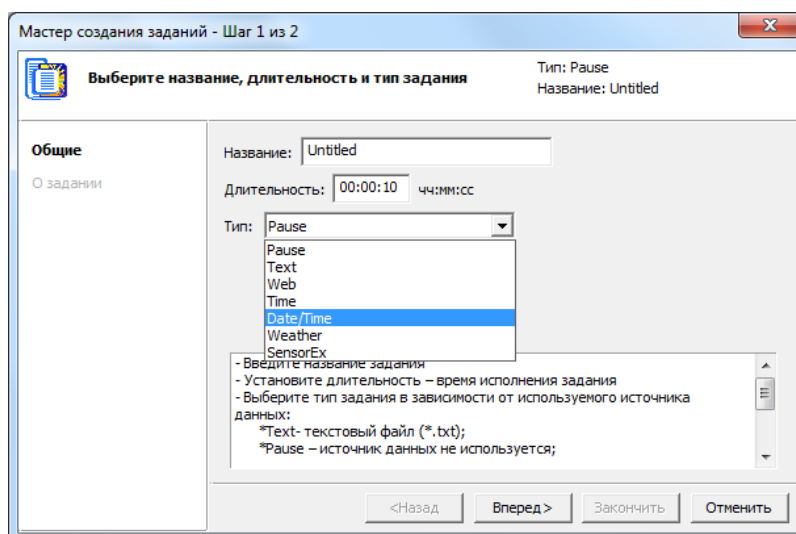 Мастер создания заданий - Шаг 1 из 2
Выберите название, длительность и тип задания
Тип: Pause
Название: Untitled
Общие
О задании
Название: Untitled
Длительность: 00:00:10 чч:мм:сс
Тип: Pause
Pause
Text
Web
Time
Date/Time
Weather
SensorEx
- Введите название задания
- Установите длительность – время исполнения задания
- Выберите тип задания в зависимости от используемого источника
данных:
*Text- текстовый файл (*.txt);
*Pause – источник данных не используется;
<Назад Вперед> Закончить Отменить